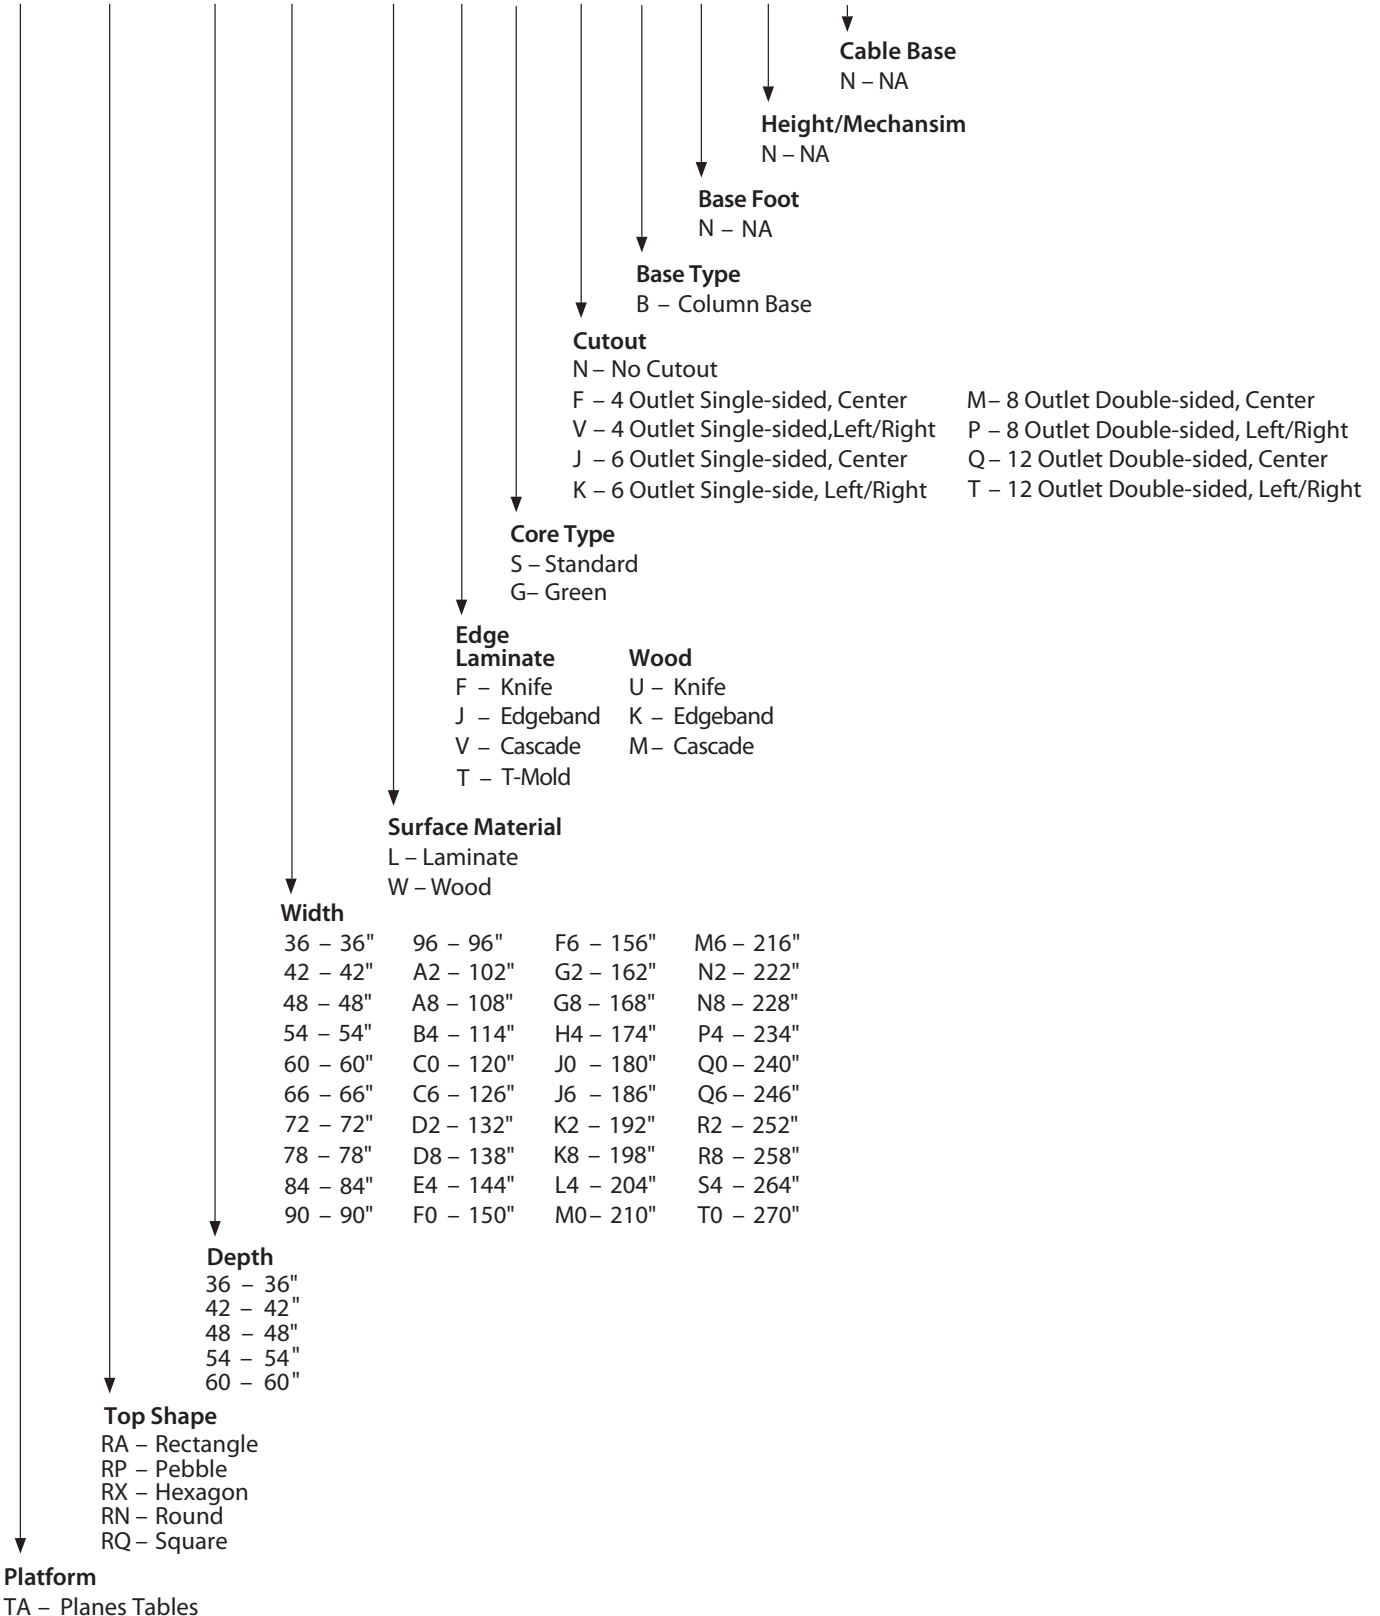 Cable Base
N – NA
Height/Mechansim
N – NA
Base Foot
N – NA
Base Type
B – Column Base
Cutout
N – No Cutout
F – 4 Outlet Single-sided, Center M– 8 Outlet Double-sided, Center
V – 4 Outlet Single-sided,Left/Right P – 8 Outlet Double-sided, Left/Right
J – 6 Outlet Single-sided, Center Q – 12 Outlet Double-sided, Center
K – 6 Outlet Single-side, Left/Right T – 12 Outlet Double-sided, Left/Right
Core Type
S – Standard
G– Green
Edge
Laminate Wood
F – Knife U – Knife
J – Edgeband K – Edgeband
V – Cascade M – Cascade
T – T-Mold
Surface Material
L – Laminate
W – Wood
Width
36 – 36" 96 – 96" F6 – 156" M6 – 216"
42 – 42" A2 – 102" G2 – 162" N2 – 222"
48 – 48" A8 – 108" G8 – 168" N8 – 228"
54 – 54" B4 – 114" H4 – 174" P4 – 234"
60 – 60" C0 – 120" J0 – 180" Q0 – 240"
66 – 66" C6 – 126" J6 – 186" Q6 – 246"
72 – 72" D2 – 132" K2 – 192" R2 – 252"
78 – 78" D8 – 138" K8 – 198" R8 – 258"
84 – 84" E4 – 144" L4 – 204" S4 – 264"
90 – 90" F0 – 150" M0 – 210" T0 – 270"
Depth
36 – 36"
42 – 42"
48 – 48"
54 – 54"
60 – 60"
Top Shape
RA – Rectangle
RP – Pebble
RX – Hexagon
RN – Round
RQ – Square
Platform
TA – Planes Tables